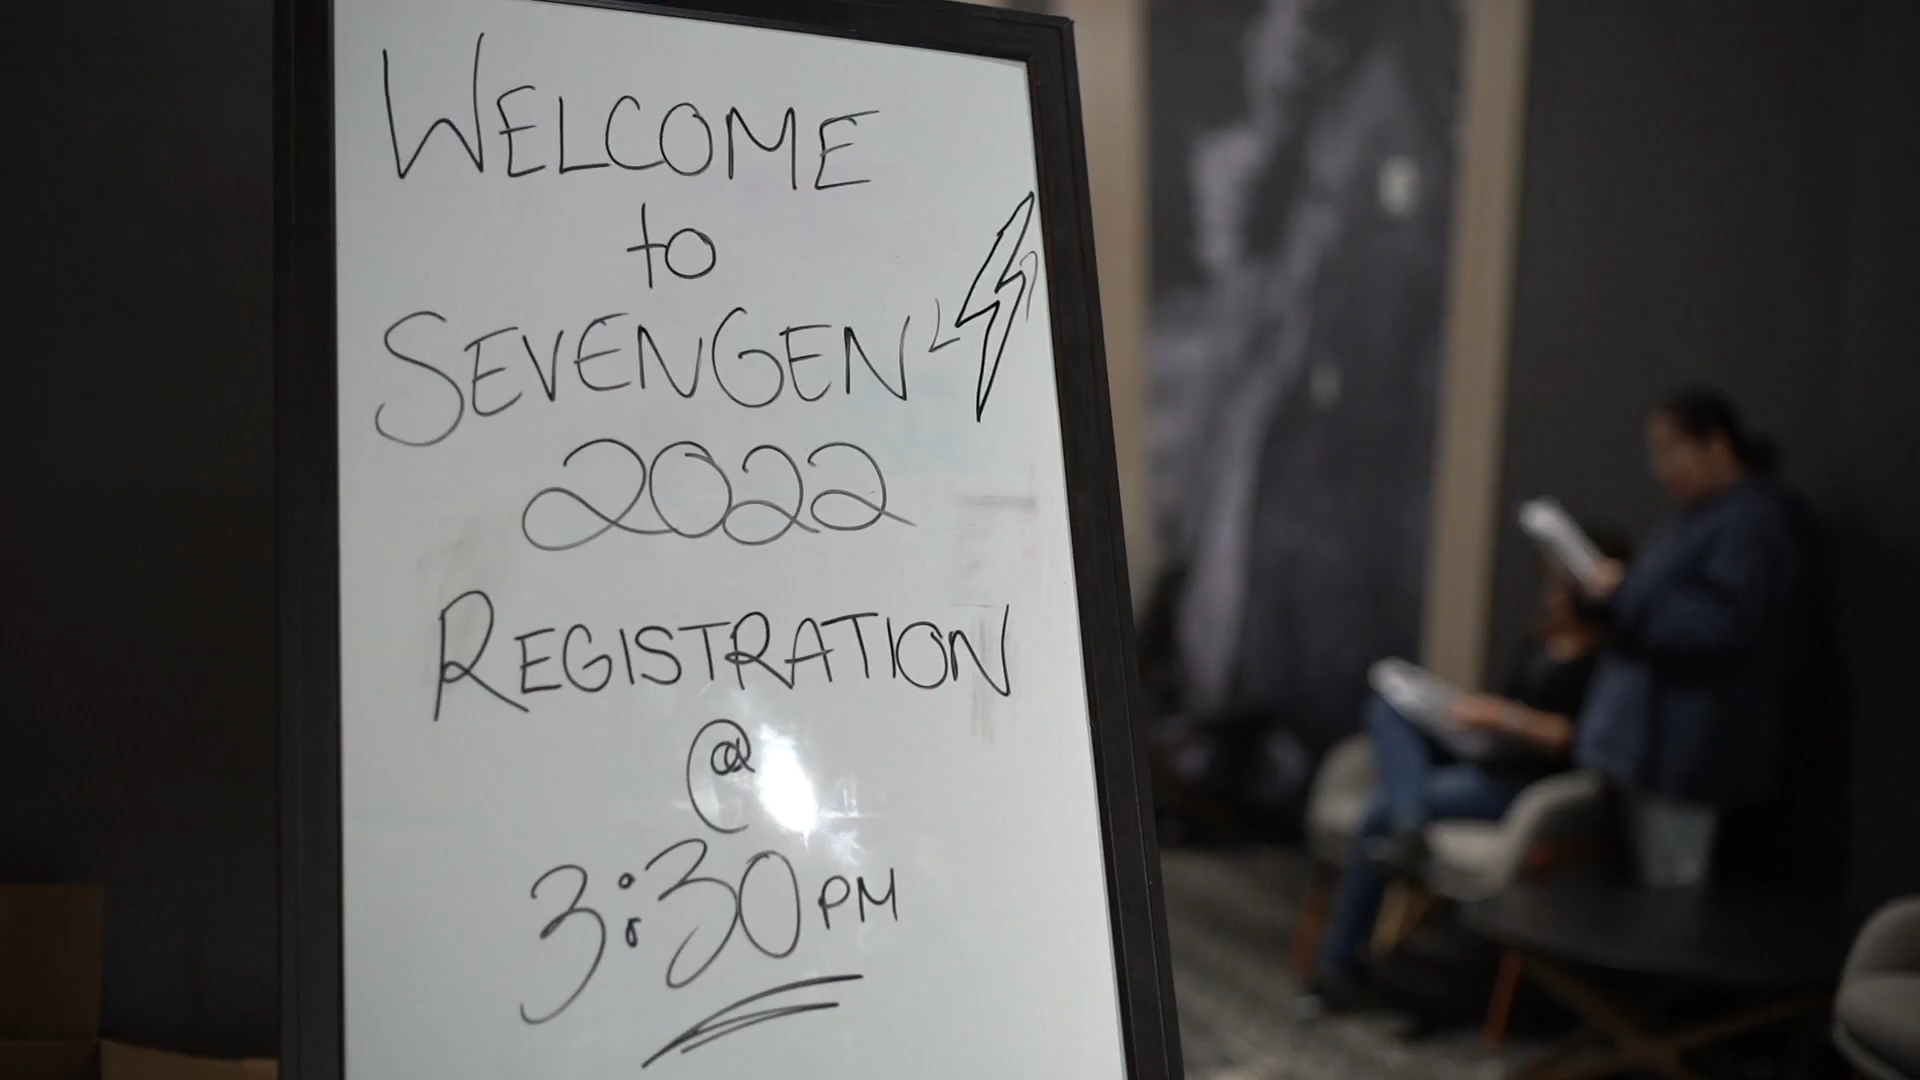 WELCOME
to
SEVENGEN
2022
REGISTRATION
@
3:30PM